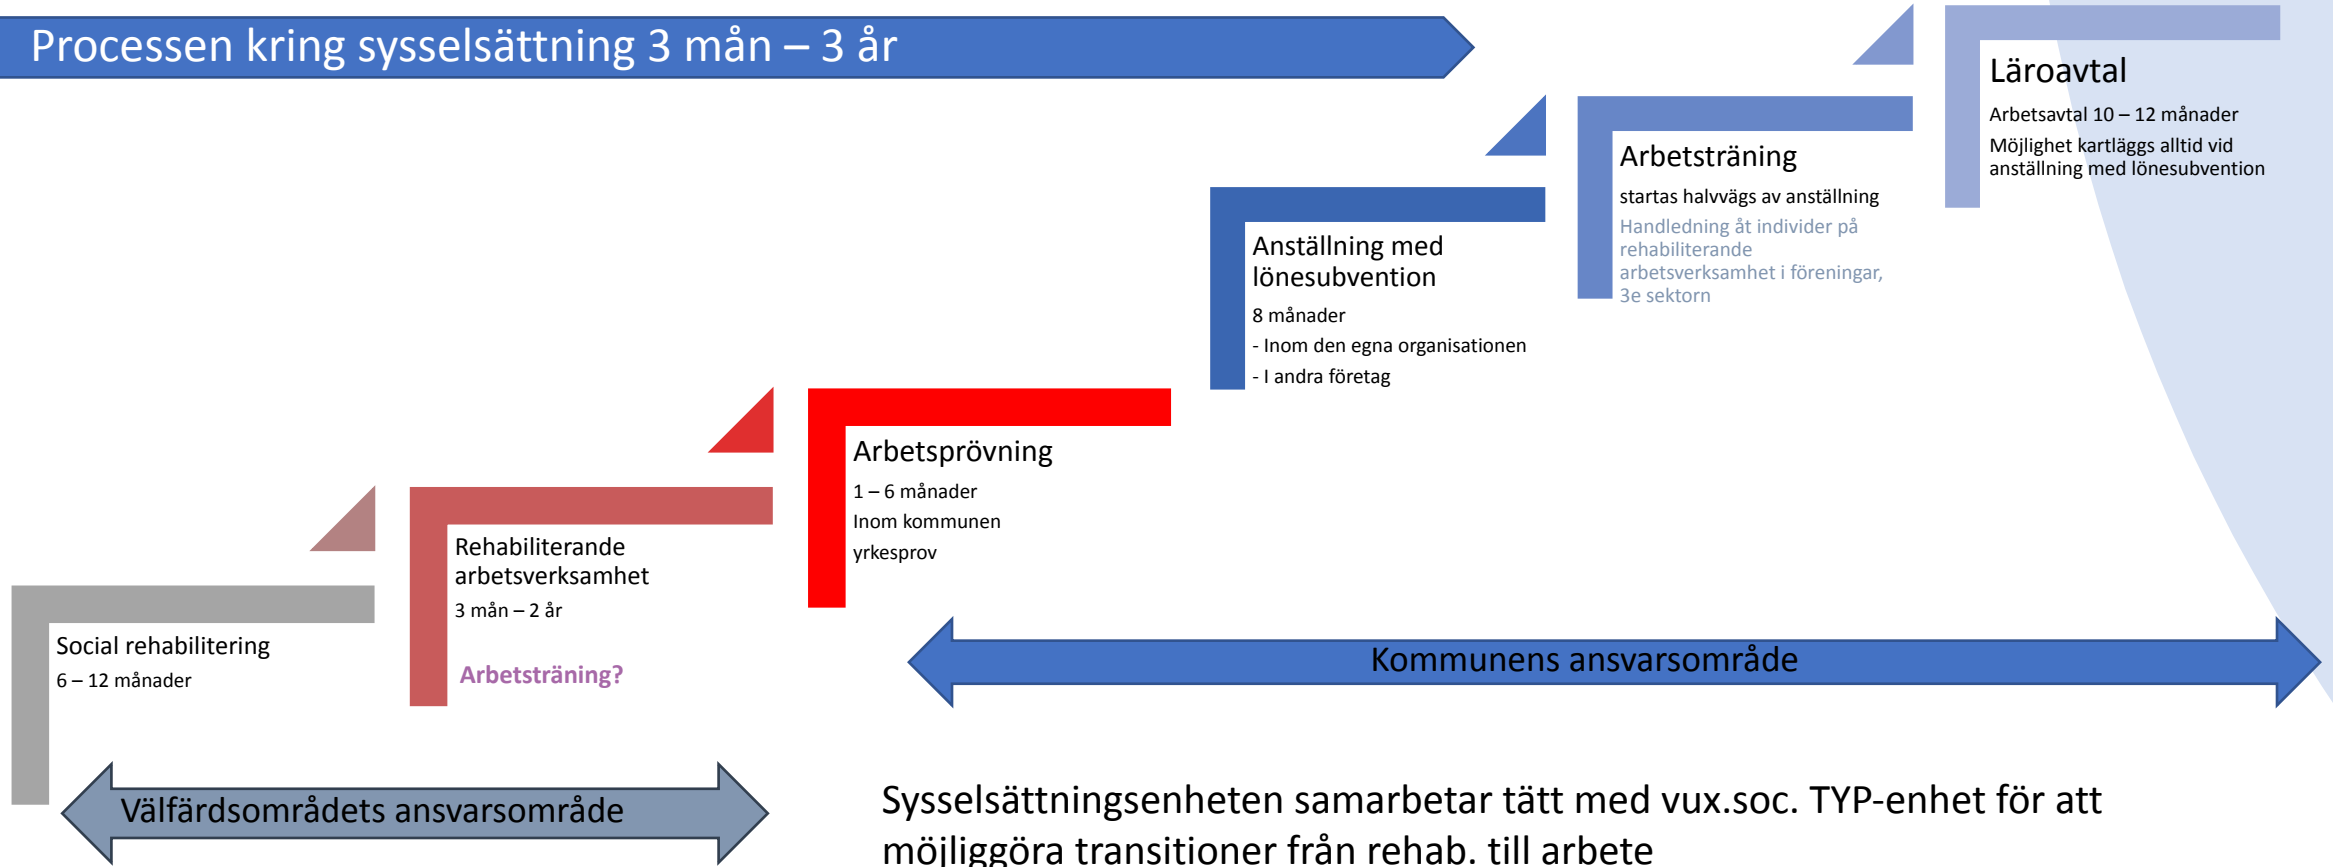 Processen kring sysselsättning 3 mån – 3 år
Läroavtal
Arbetsavtal 10 – 12 månader
Möjlighet kartläggs alltid vid
anställning med lönesubvention
Arbetsträning
startas halvvägs av anställning
Handledning åt individer på
rehabiliterande
arbetsverksamhet i föreningar,
3e sektorn
Anställning med
lönesubvention
8 månader
- Inom den egna organisationen
- I andra företag
Arbetsprövning
1 – 6 månader
Inom kommunen
yrkesprov
Rehabiliterande
arbetsverksamhet
3 mån – 2 år
Arbetsträning?
Social rehabilitering
6 – 12 månader
Kommunens ansvarsområde
Välfärdsområdets ansvarsområde
Sysselsättningsenheten samarbetar tätt med vux.soc. TYP-enhet för att
möjliggöra transitioner från rehab. till arbete